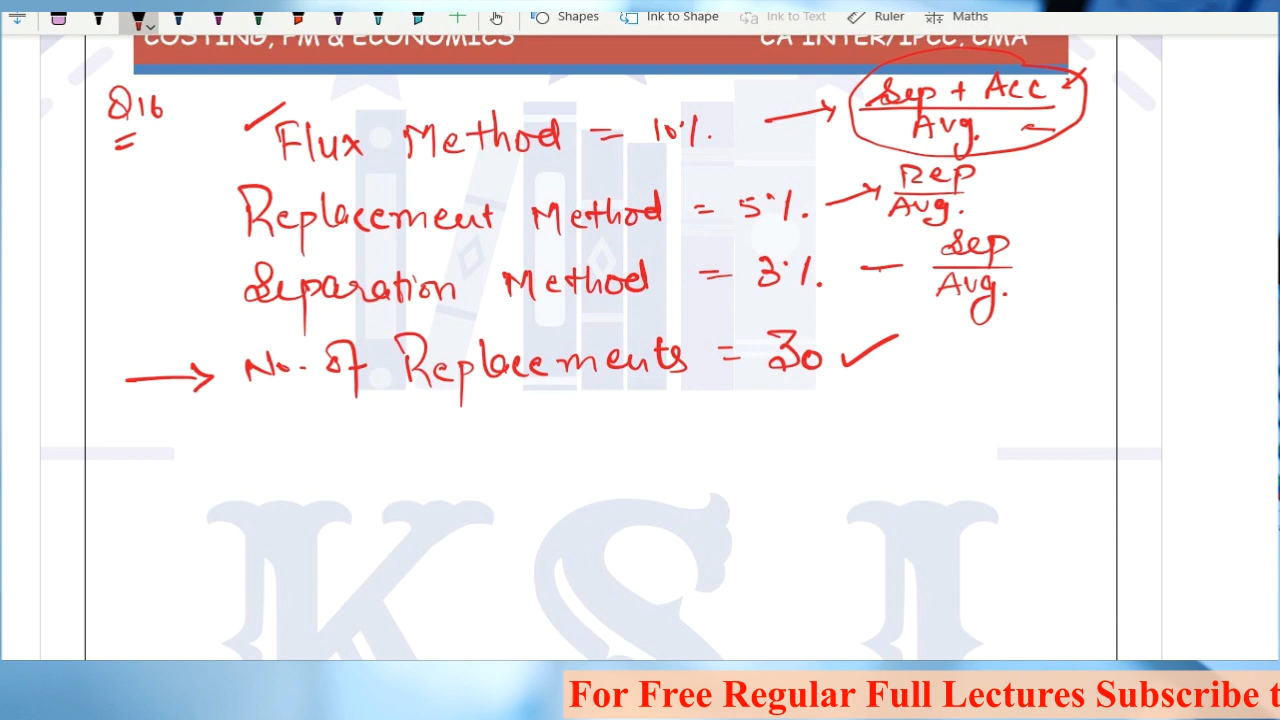 Shapes Ink to Shape Ink to Text Ruler Maths
COSTING, FM & ECONOMICS CA INTER/IPCC, CMA
Q16
Flux Method = 10%. → Sep + Acc / Avg.
Replacement Method = 5%. → Rep / Avg.
Separation Method = 3%. - Sep / Avg.
→ No. of Replacements = 30 ✓
KSI
For Free Regular Full Lectures Subscribe t